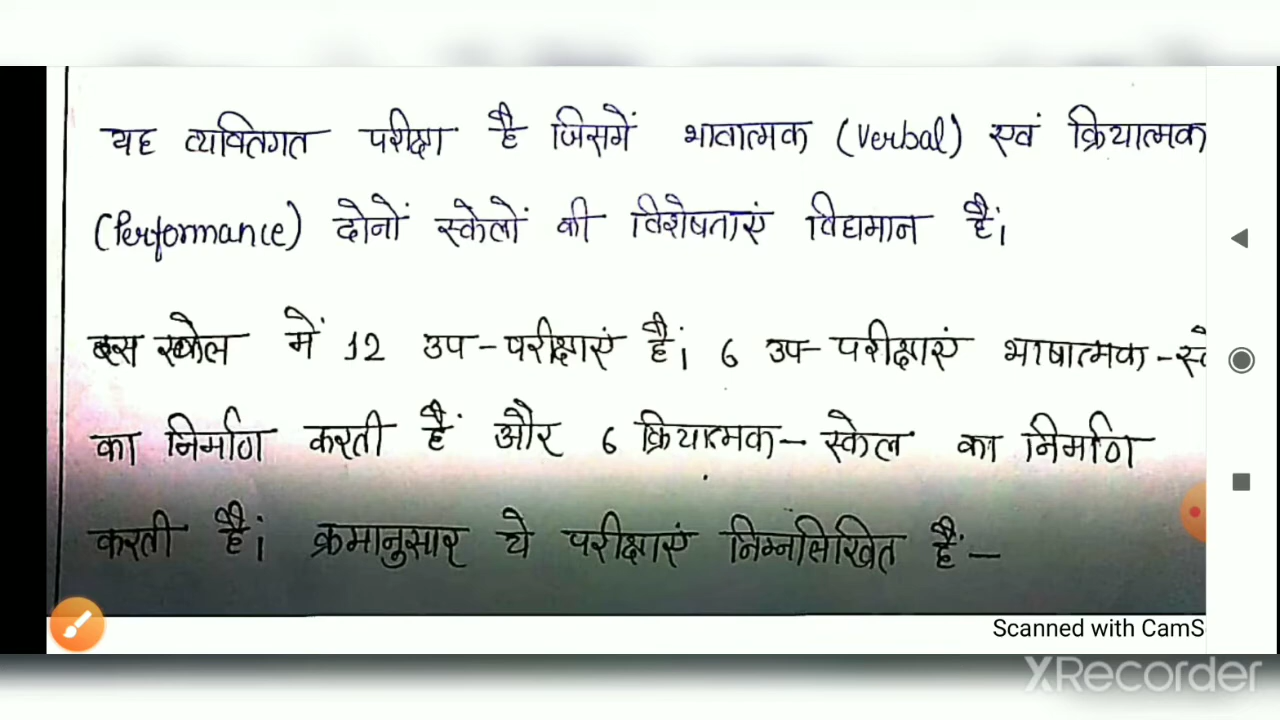 यह व्यक्तिगत परीक्षा है जिसमें भावात्मक (Verbal) एवं क्रियात्मक
(Performance) दोनों स्केलों की विशेषताएं विद्यमान हैं।
इस स्केल में 12 उप-परीक्षाएं हैं। 6 उप-परीक्षाएं भाषात्मक-स्के
का निर्माण करती हैं और 6 क्रियात्मक-स्केल का निर्माण
करती हैं। क्रमानुसार ये परीक्षाएं निम्नलिखित हैं-
Scanned with CamS
XRecorder